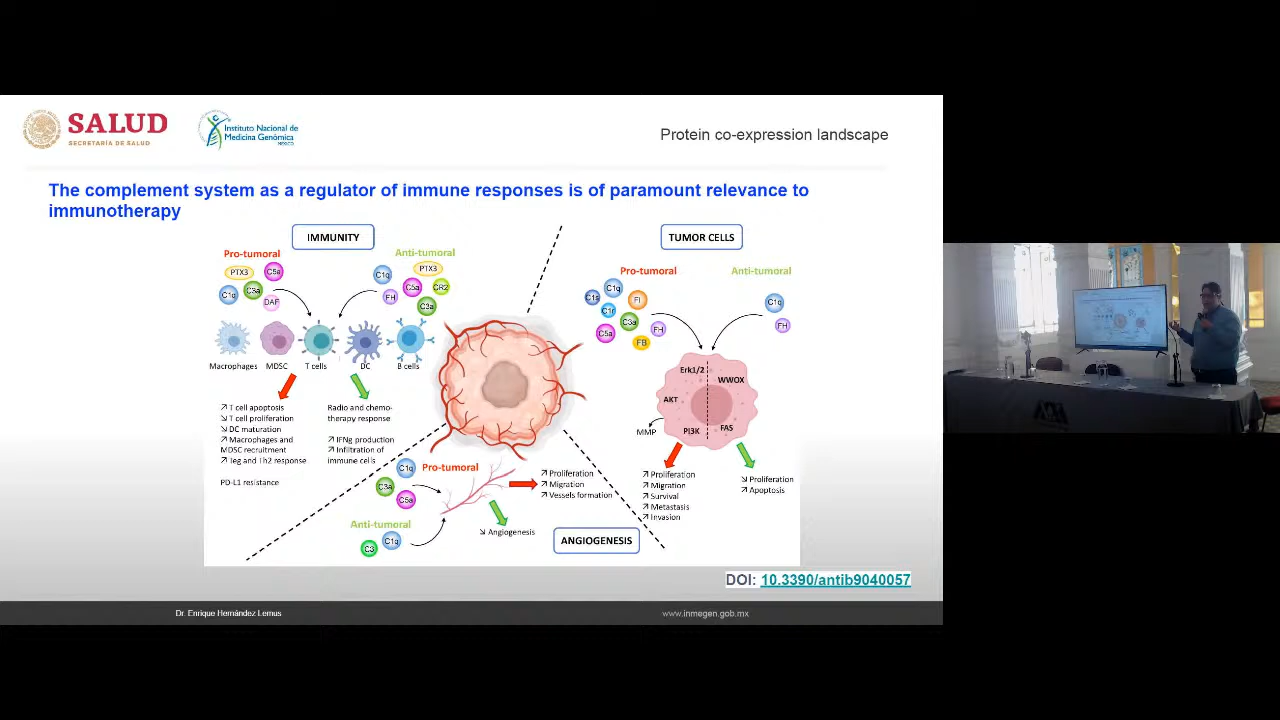 SALUD
SECRETARÍA DE SALUD
Instituto Nacional de
Medicina Genómica
MÉXICO
Protein co-expression landscape
The complement system as a regulator of immune responses is of paramount relevance to
immunotherapy
IMMUNITY
Pro-tumoral
Anti-tumoral
PTX3
C5a
C1q
C3a
DAF
C1q
PTX3
FH
C5a
CR2
C3a
Macrophages
MDSC
T cells
DC
B cells
↗ T cell apoptosis
↘ T cell proliferation
↘ DC maturation
↗ Macrophages and
MDSC recruitment
↗ Treg and Th2 response
PD-L1 resistance
Radio and chemo-
therapy response
↗ IFNg production
↗ Infiltration of
immune cells
TUMOR CELLS
Pro-tumoral
Anti-tumoral
C1s
C1q
C1r
FI
C3a
C5a
FH
FB
C1q
FH
Erk1/2
WWOX
AKT
PI3K
FAS
MMP
↗ Proliferation
↗ Migration
↗ Survival
↗ Metastasis
↗ Invasion
↘ Proliferation
↗ Apoptosis
Pro-tumoral
C1q
C3a
C5a
Anti-tumoral
C3
C1q
↗ Proliferation
↗ Migration
↗ Vessels formation
↘ Angiogenesis
ANGIOGENESIS
DOI: 10.3390/antib9040057
Dr. Enrique Hernández Lemus
www.inmegen.gob.mx